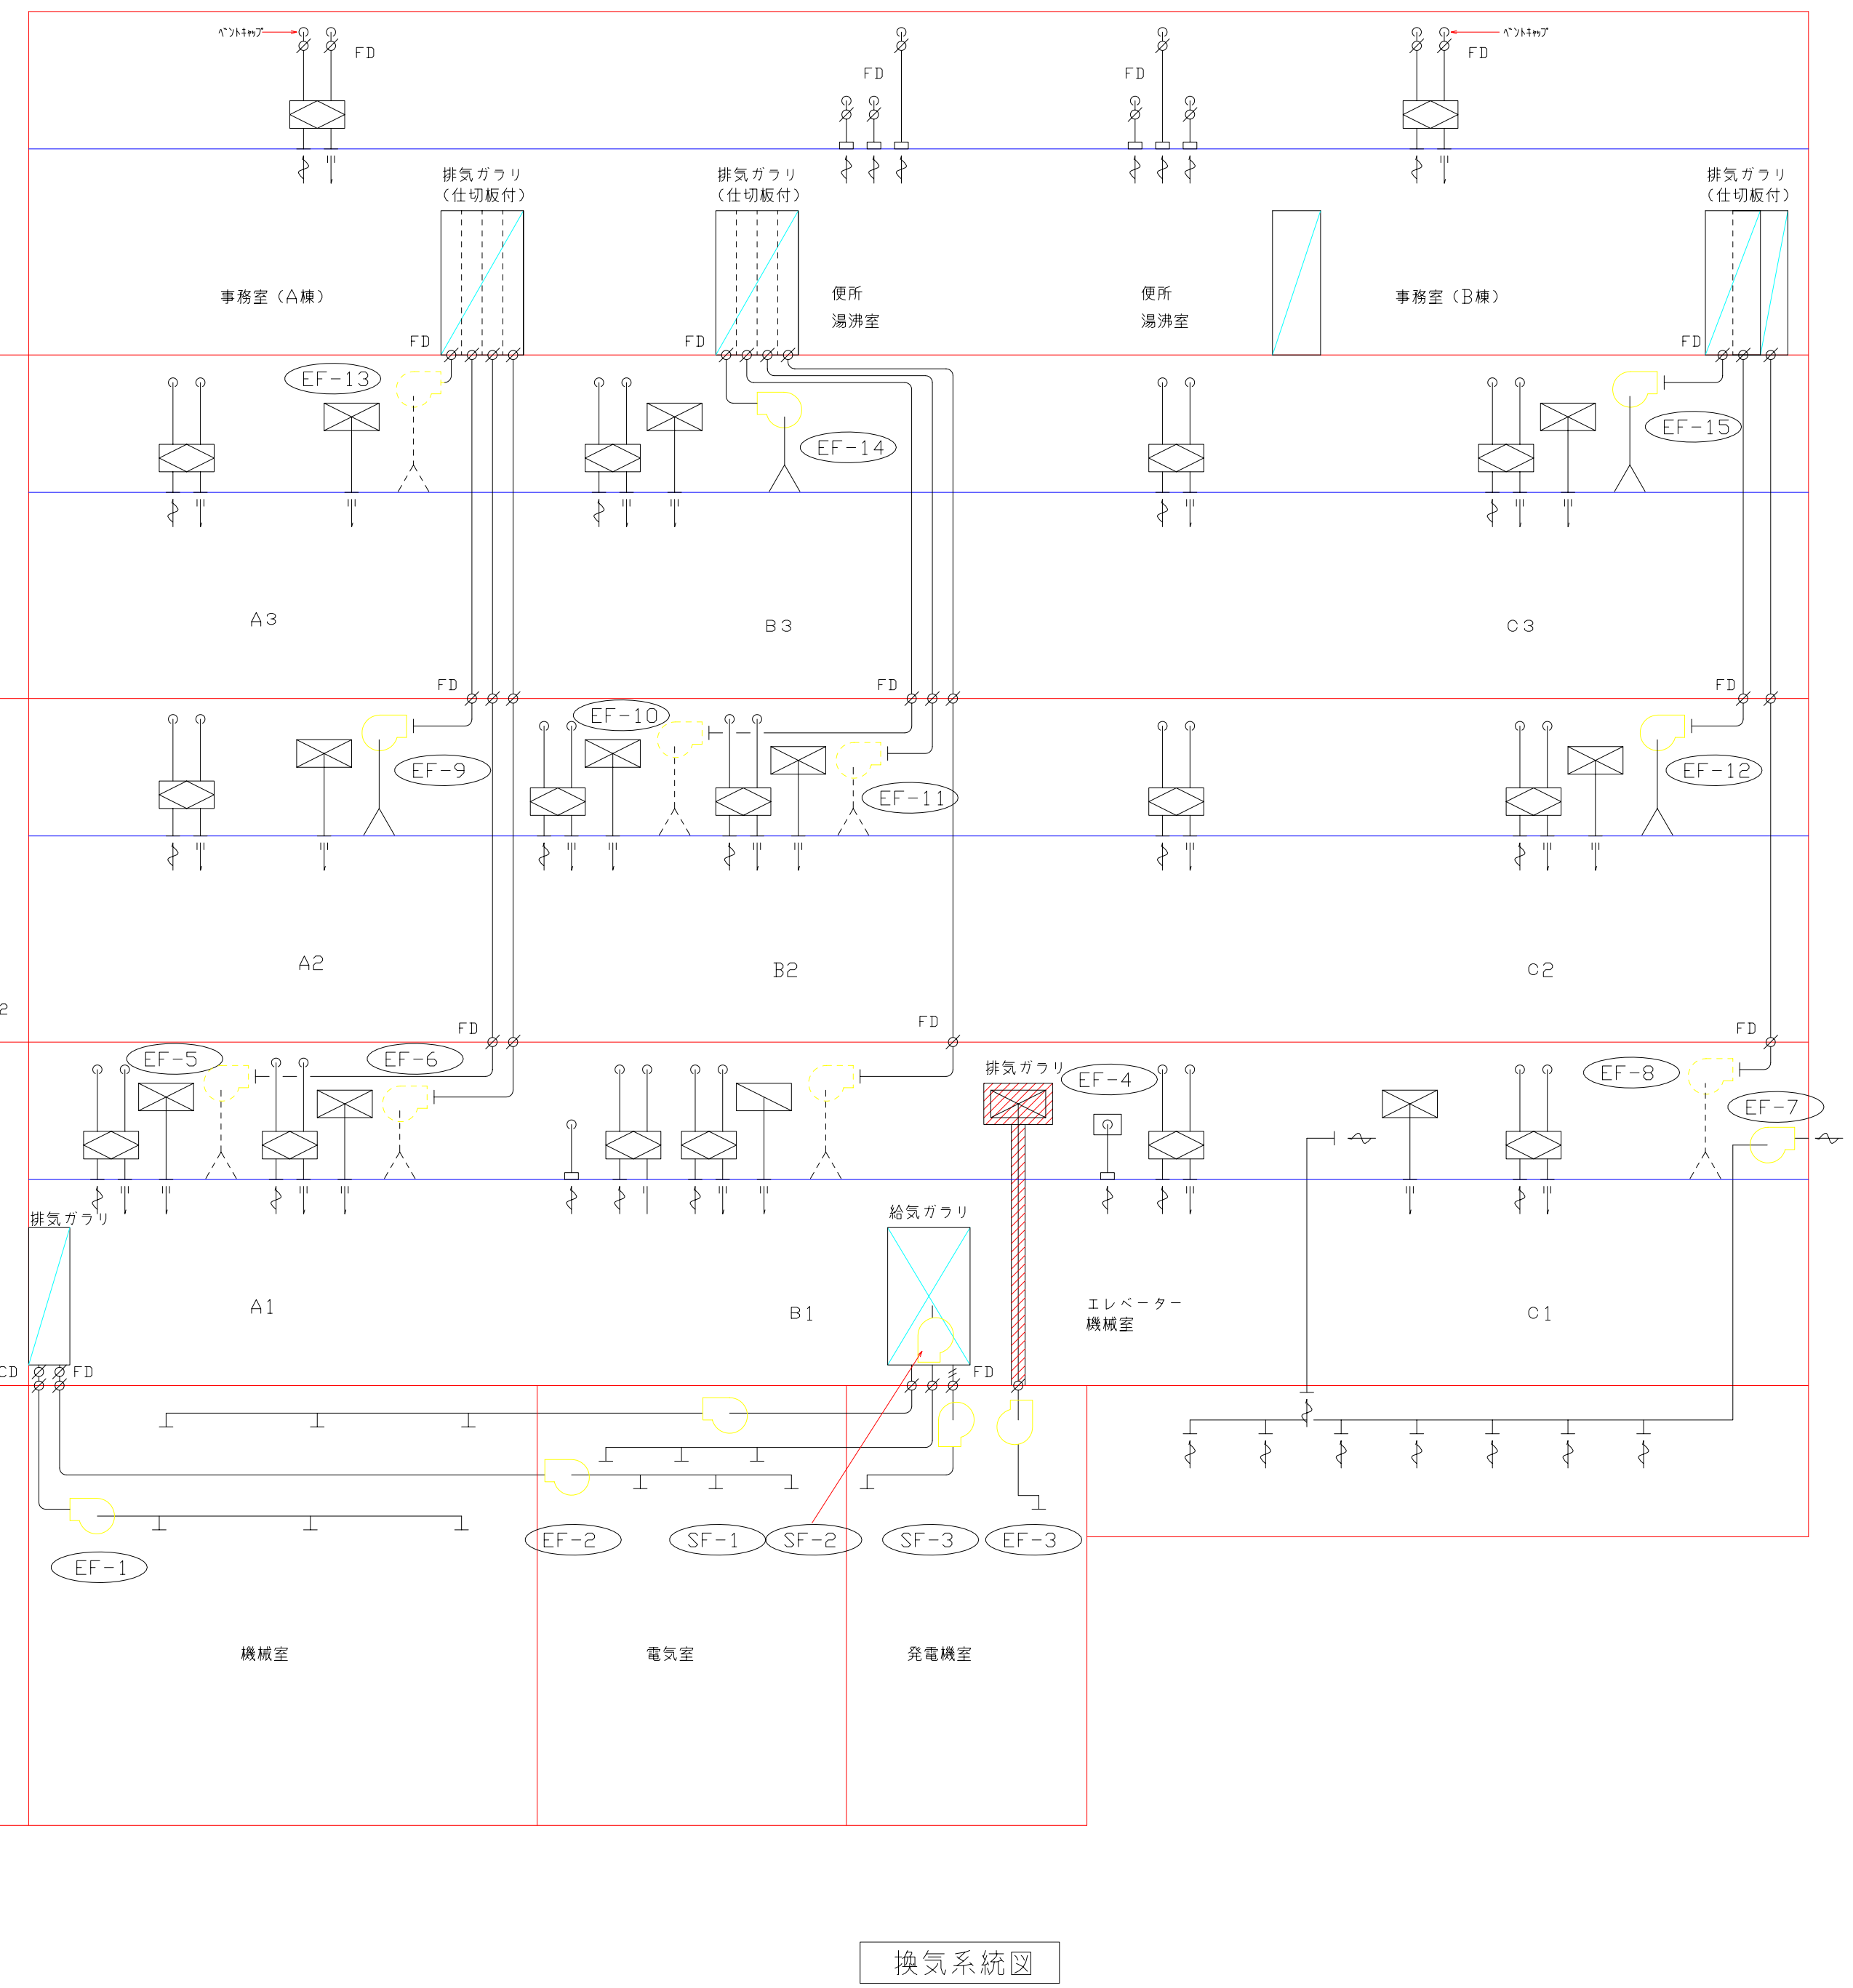 ベントキャップ
FD
FD
FD
ベントキャップ
FD
排気ガラリ
(仕切板付)
排気ガラリ
(仕切板付)
排気ガラリ
(仕切板付)
事務室(A棟)
便所
湯沸室
便所
湯沸室
事務室(B棟)
FD
FD
FD
EF-13
EF-14
EF-15
A3
B3
C3
FD
FD
FD
EF-9
EF-10
EF-11
EF-12
A2
B2
C2
2
FD
FD
FD
EF-5
EF-6
排気ガラリ
EF-4
EF-8
EF-7
排気ガラリ
給気ガラリ
A1
B1
エレベーター
機械室
C1
CD
FD
FD
EF-1
EF-2
SF-1
SF-2
SF-3
EF-3
機械室
電気室
発電機室
換気系統図